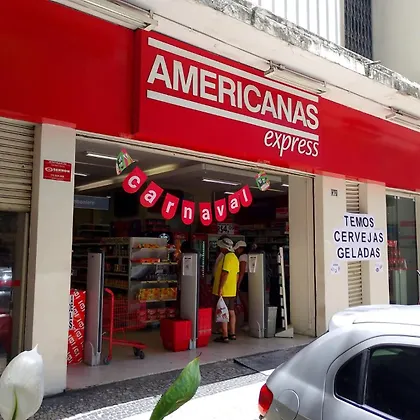 AMERICANAS
express
carnaval
TEMOS
CERVEJAS
GELADAS